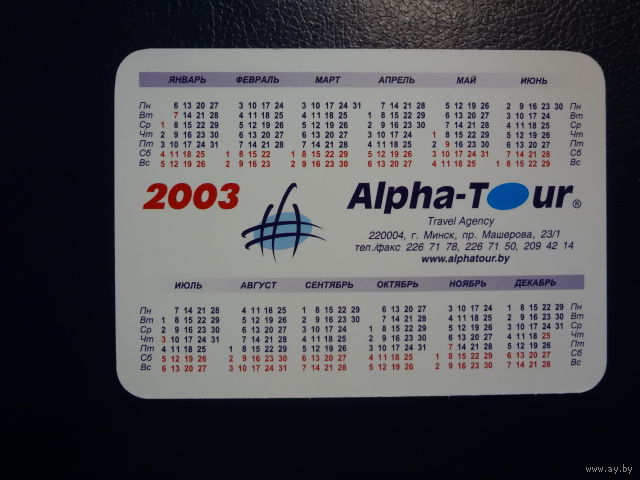 ЯНВАРЬ ФЕВРАЛЬ МАРТ АПРЕЛЬ МАЙ ИЮНЬ
Пн 6 13 20 27 3 10 17 24 3 10 17 24 31 7 14 21 28 5 12 19 26 2 9 16 23 30 Пн
Вт 7 14 21 28 4 11 18 25 4 11 18 25 1 8 15 22 29 6 13 20 27 3 10 17 24 Вт
Ср 1 8 15 22 29 5 12 19 26 5 12 19 26 2 9 16 23 30 7 14 21 28 4 11 18 25 Ср
Чт 2 9 16 23 30 6 13 20 27 6 13 20 27 3 10 17 24 1 8 15 22 29 5 12 19 26 Чт
Пт 3 10 17 24 31 7 14 21 28 7 14 21 28 4 11 18 25 2 9 16 23 30 6 13 20 27 Пт
Сб 4 11 18 25 1 8 15 22 1 8 15 22 29 5 12 19 26 3 10 17 24 31 7 14 21 28 Сб
Вс 5 12 19 26 2 9 16 23 2 9 16 23 30 6 13 20 27 4 11 18 25 1 8 15 22 29 Вс
2003
Alpha-Tour®
Travel Agency
220004, г. Минск, пр. Машерова, 23/1
тел./факс 226 71 78, 226 71 50, 209 42 14
www.alphatour.by
ИЮЛЬ АВГУСТ СЕНТЯБРЬ ОКТЯБРЬ НОЯБРЬ ДЕКАБРЬ
Пн 7 14 21 28 4 11 18 25 1 8 15 22 29 6 13 20 27 3 10 17 24 1 8 15 22 29 Пн
Вт 1 8 15 22 29 5 12 19 26 2 9 16 23 30 7 14 21 28 4 11 18 25 2 9 16 23 30 Вт
Ср 2 9 16 23 30 6 13 20 27 3 10 17 24 1 8 15 22 29 5 12 19 26 3 10 17 24 31 Ср
Чт 3 10 17 24 31 7 14 21 28 4 11 18 25 2 9 16 23 30 6 13 20 27 4 11 18 25 Чт
Пт 4 11 18 25 1 8 15 22 29 5 12 19 26 3 10 17 24 31 7 14 21 28 5 12 19 26 Пт
Сб 5 12 19 26 2 9 16 23 30 6 13 20 27 4 11 18 25 1 8 15 22 29 6 13 20 27 Сб
Вс 6 13 20 27 3 10 17 24 31 7 14 21 28 5 12 19 26 2 9 16 23 30 7 14 21 28 Вс
www.ay.by